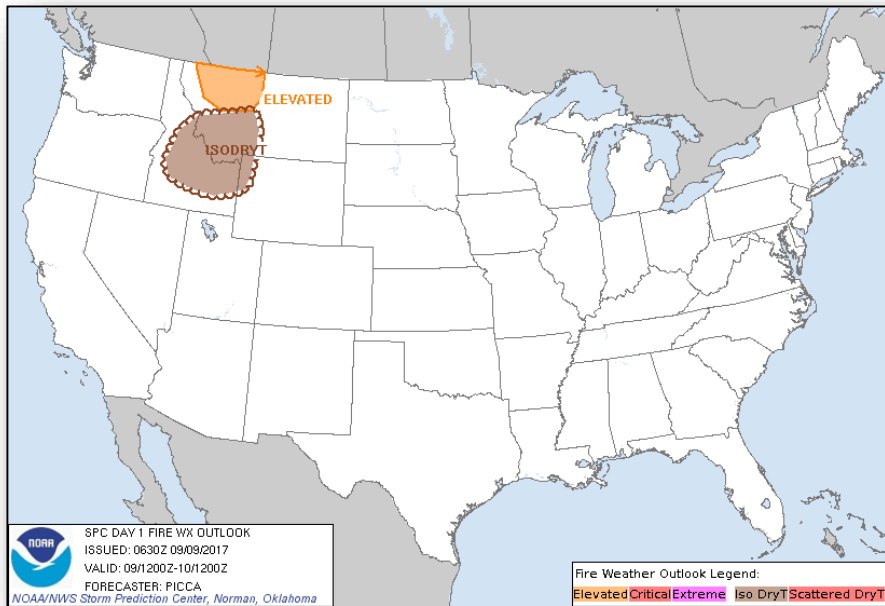 ELEVATED
ISODRYT
NOAA
SPC DAY 1 FIRE WX OUTLOOK
ISSUED: 0630Z 09/09/2017
VALID: 09/1200Z-10/1200Z
FORECASTER: PICCA
NOAA/NWS Storm Prediction Center, Norman, Oklahoma
Fire Weather Outlook Legend:
Elevated Critical Extreme Iso DryT Scattered DryT